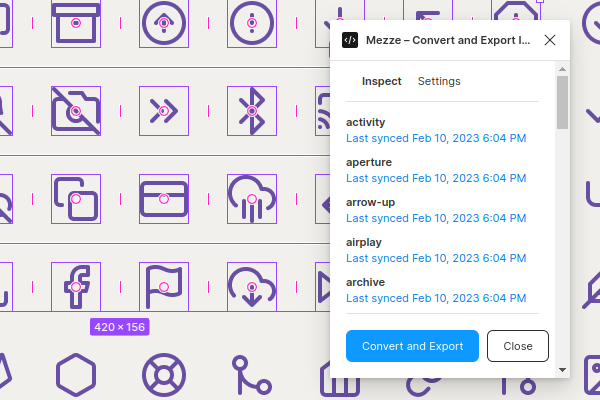 Mezze – Convert and Export I...
Inspect Settings
activity
Last synced Feb 10, 2023 6:04 PM
aperture
Last synced Feb 10, 2023 6:04 PM
arrow-up
Last synced Feb 10, 2023 6:04 PM
airplay
Last synced Feb 10, 2023 6:04 PM
archive
Last synced Feb 10, 2023 6:04 PM
420 × 156
Convert and Export Close